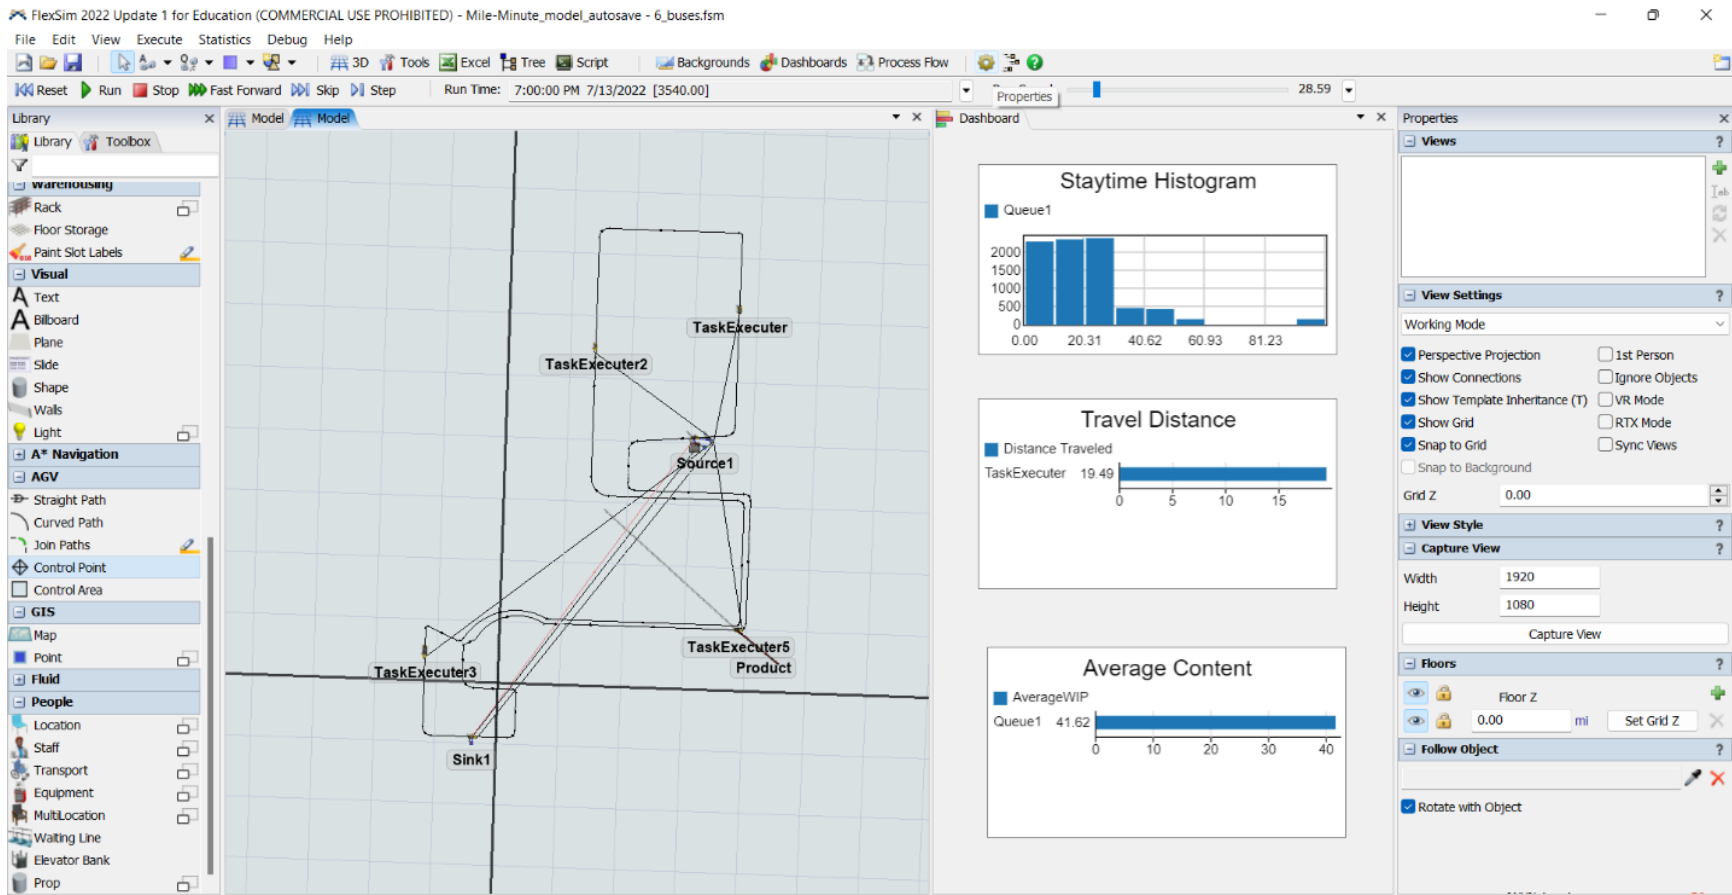 FlexSim 2022 Update 1 for Education (COMMERCIAL USE PROHIBITED) - Mile-Minute_model_autosave - 6_buses.fsm
File Edit View Execute Statistics Debug Help
3D Tools Excel Tree Script Backgrounds Dashboards Process Flow
Reset Run Stop Fast Forward Skip Step Run Time: 7:00:00 PM 7/13/2022 [3540.00] 28.59
Properties
Library
Library Toolbox
Warehousing
Rack
Floor Storage
Paint Slot Labels
Visual
Text
Billboard
Plane
Slide
Shape
Walls
Light
A* Navigation
AGV
Straight Path
Curved Path
Join Paths
Control Point
Control Area
GIS
Map
Point
Fluid
People
Location
Staff
Transport
Equipment
MultiLocation
Waiting Line
Elevator Bank
Prop
Model Model
TaskExecuter
TaskExecuter2
Source1
TaskExecuter5
Product
TaskExecuter3
Sink1
Dashboard
Staytime Histogram
Queue1
2000
1500
1000
500
0
0.00 20.31 40.62 60.93 81.23
Travel Distance
Distance Traveled
TaskExecuter 19.49
0 5 10 15
Average Content
AverageWIP
Queue1 41.62
0 10 20 30 40
Properties
Views ?
View Settings ?
Working Mode
Perspective Projection 1st Person
Show Connections Ignore Objects
Show Template Inheritance (T) VR Mode
Show Grid RTX Mode
Snap to Grid Sync Views
Snap to Background
Grid Z 0.00
View Style ?
Capture View ?
Width 1920
Height 1080
Capture View
Floors ?
Floor Z
0.00 mi Set Grid Z
Follow Object ?
Rotate with Object